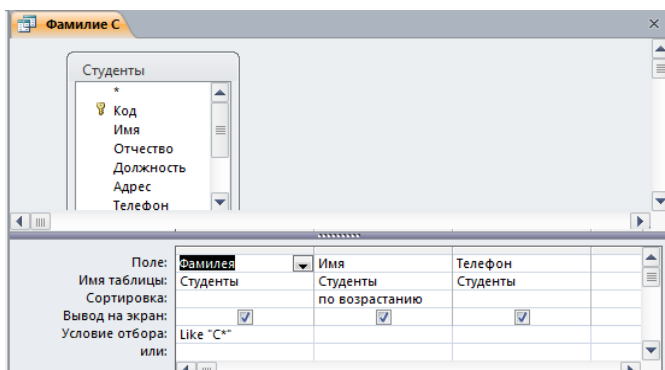 Фамилие С
Студенты
*
Код
Имя
Отчество
Должность
Адрес
Телефон
Поле: Фамилея Имя Телефон
Имя таблицы: Студенты Студенты Студенты
Сортировка: по возрастанию
Вывод на экран:
Условие отбора: Like "С*"
или: